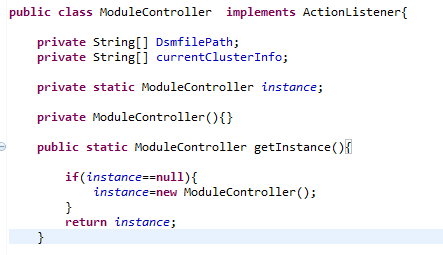 public class ModuleController  implements ActionListener{
private String[] DsmfilePath;
private String[] currentClusterInfo;
private static ModuleController instance;
private ModuleController(){}
public static ModuleController getInstance(){
if(instance==null){
instance=new ModuleController();
}
return instance;
}